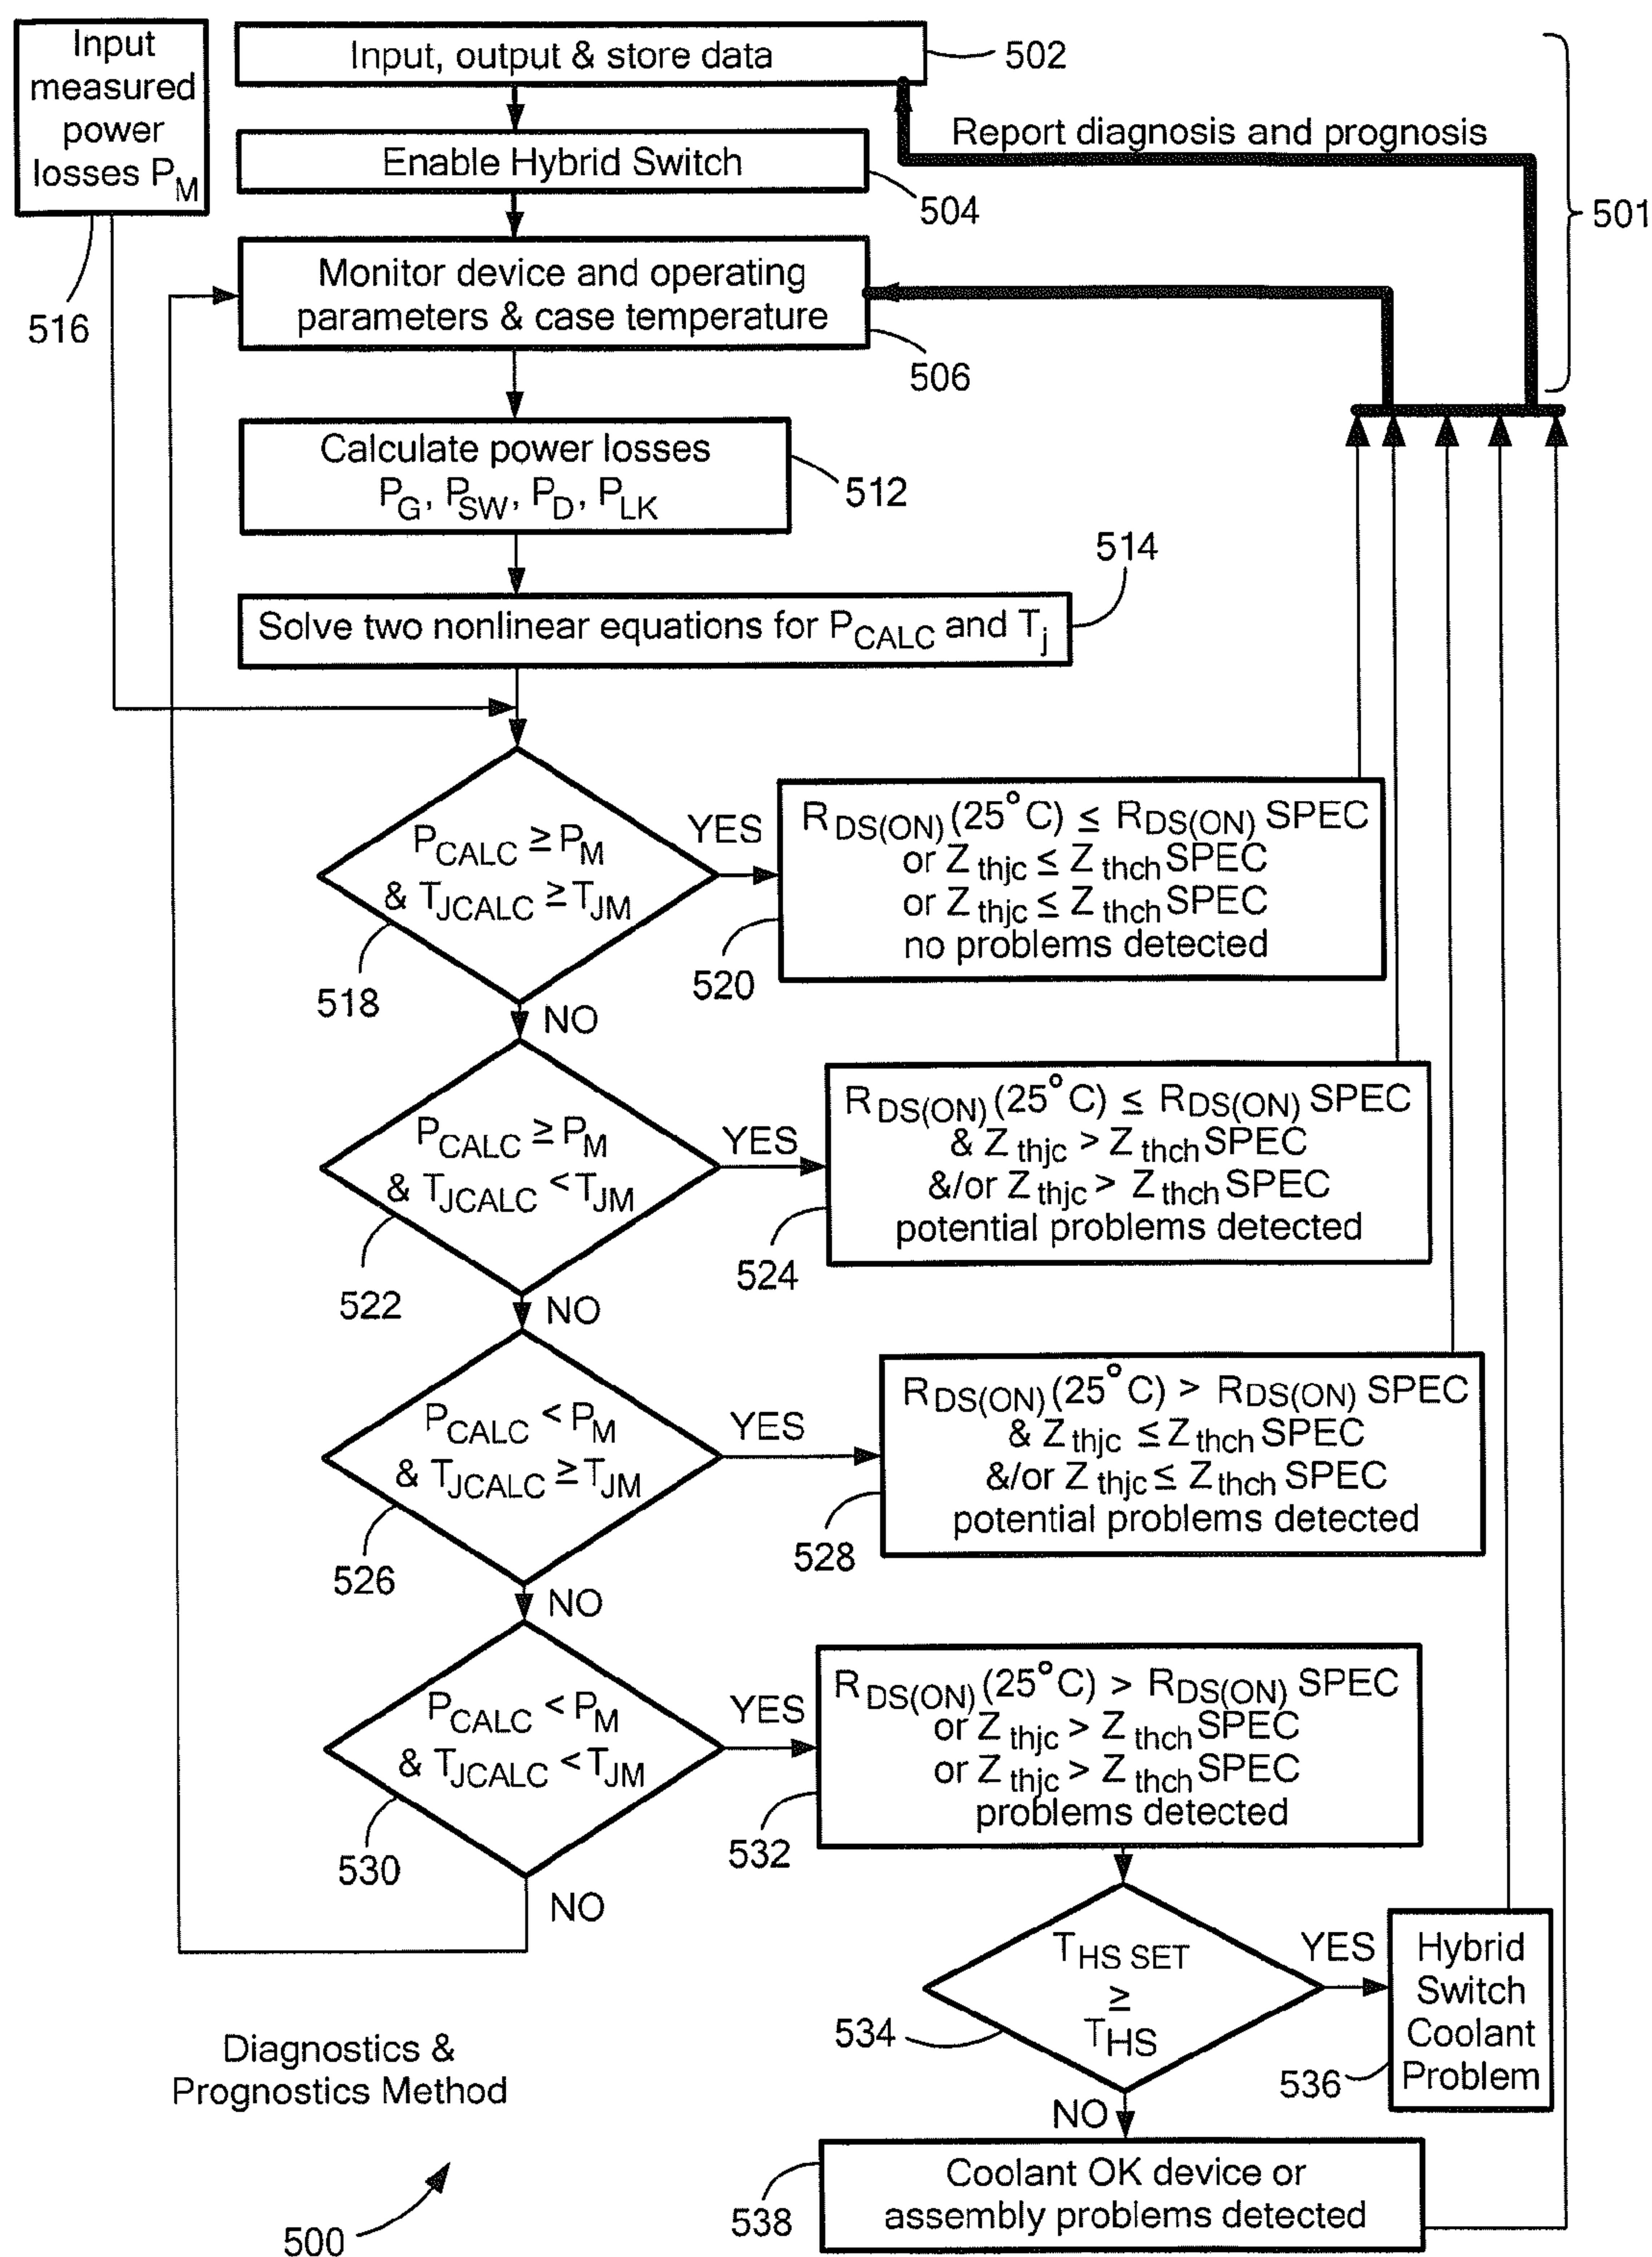 Input
measured
power
losses P_M
516
Input, output & store data
502
Report diagnosis and prognosis
501
Enable Hybrid Switch
504
Monitor device and operating
parameters & case temperature
506
Calculate power losses
P_G, P_SW, P_D, P_LK
512
514
Solve two nonlinear equations for P_CALC and T_j
P_CALC ≥ P_M
& T_JCALC ≥ T_JM
518
YES
NO
R_DS(ON) (25°C) ≤ R_DS(ON) SPEC
or Z_thjc ≤ Z_thch SPEC
or Z_thjc ≤ Z_thch SPEC
no problems detected
520
P_CALC ≥ P_M
& T_JCALC < T_JM
522
YES
NO
R_DS(ON) (25°C) ≤ R_DS(ON) SPEC
& Z_thjc > Z_thch SPEC
&/or Z_thjc > Z_thch SPEC
potential problems detected
524
P_CALC < P_M
& T_JCALC ≥ T_JM
526
YES
NO
R_DS(ON) (25°C) > R_DS(ON) SPEC
& Z_thjc ≤ Z_thch SPEC
&/or Z_thjc ≤ Z_thch SPEC
potential problems detected
528
P_CALC < P_M
& T_JCALC < T_JM
530
YES
NO
R_DS(ON) (25°C) > R_DS(ON) SPEC
or Z_thjc > Z_thch SPEC
or Z_thjc > Z_thch SPEC
problems detected
532
T_HS SET
≥
T_HS
534
YES
NO
Hybrid
Switch
Coolant
Problem
536
Coolant OK device or
assembly problems detected
538
Diagnostics &
Prognostics Method
500